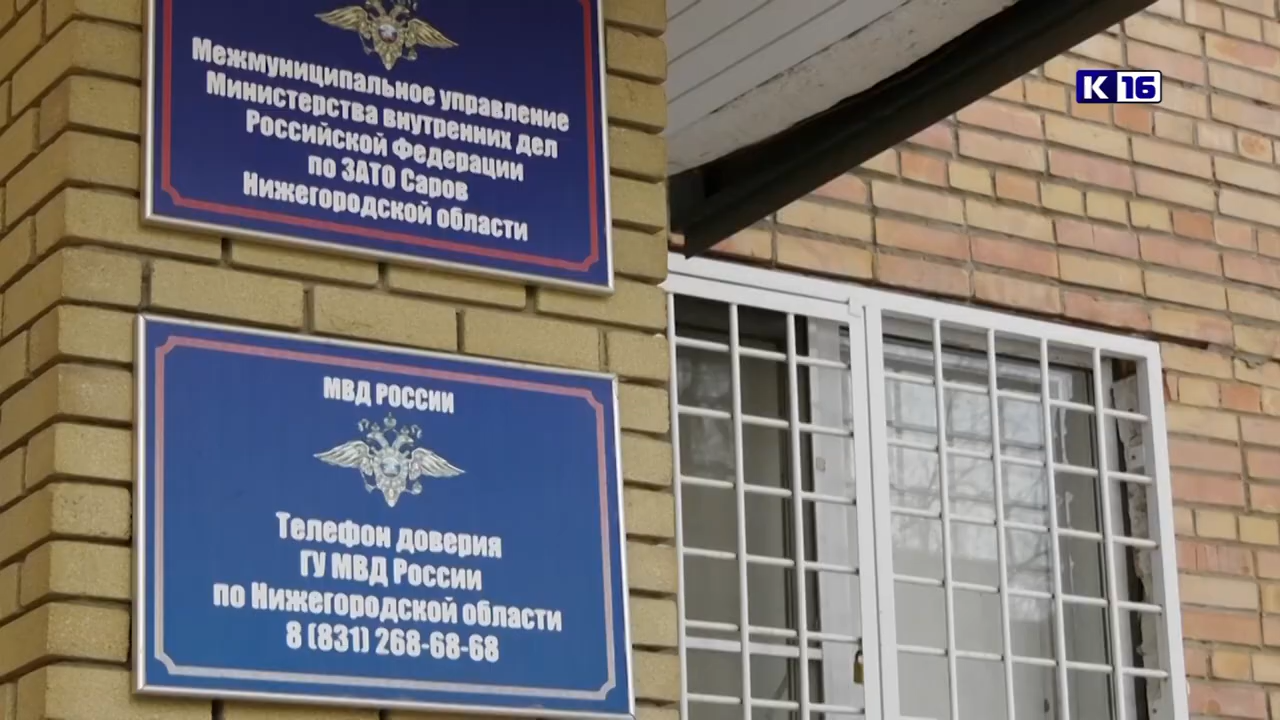 Межмуниципальное управление
Министерства внутренних дел
Российской Федерации
по ЗАТО Саров
Нижегородской области
К 16
МВД РОССИИ
Телефон доверия
ГУ МВД России
по Нижегородской области
8 (831) 268-68-68